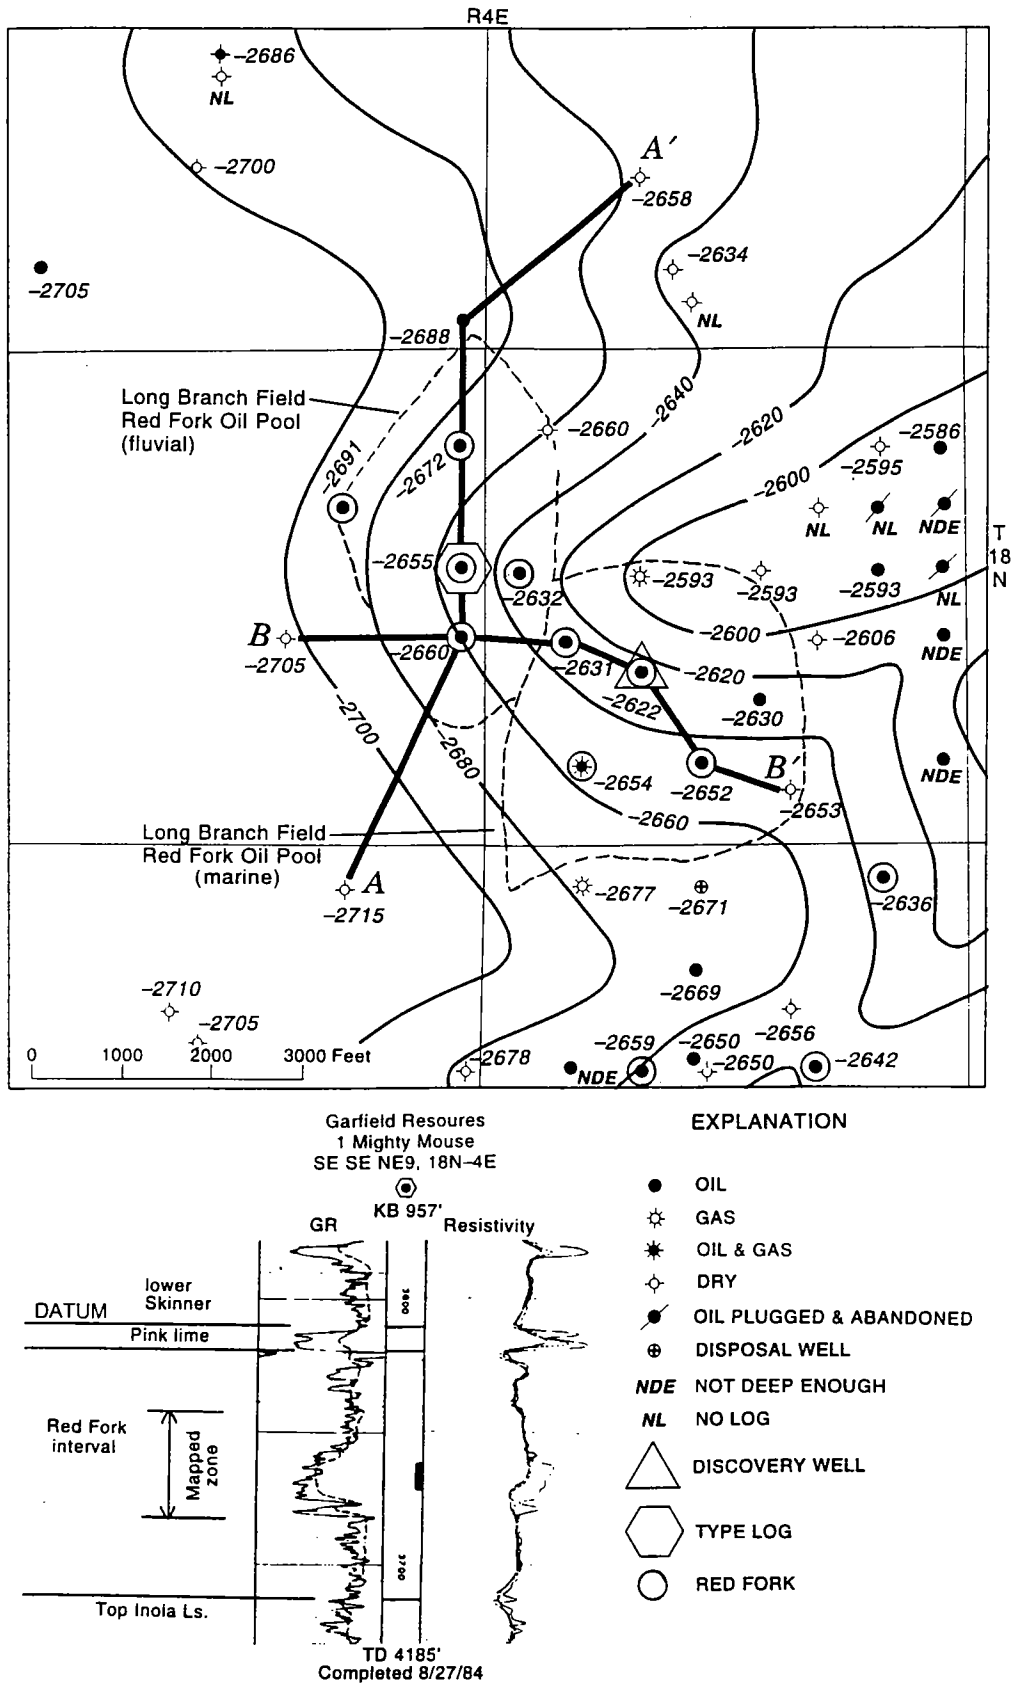 R4E
-2686
NL
-2700
A′
-2658
-2634
NL
-2705
-2688
Long Branch Field
Red Fork Oil Pool
(fluvial)
-2640
-2620
-2660
-2586
-2595
-2691
-2672
-2600
NL
NL
NDE
T
18
N
-2655
-2632
-2593
-2593
-2593
NL
B
-2705
-2660
-2631
-2600
-2606
NDE
-2620
-2622
-2630
-2700
-2680
-2654
-2652
B′
-2653
NDE
-2660
Long Branch Field
Red Fork Oil Pool
(marine)
A
-2715
-2677
-2671
-2636
-2669
-2710
-2705
-2656
0 1000 2000 3000 Feet
-2678
NDE
-2659
-2650
-2650
-2642
Garfield Resoures
1 Mighty Mouse
SE SE NE9, 18N-4E
KB 957'
GR
Resistivity
lower
Skinner
DATUM
Pink lime
3600
Red Fork
interval
Mapped
zone
3700
Top Inola Ls.
TD 4185'
Completed 8/27/84
EXPLANATION
OIL
GAS
OIL & GAS
DRY
OIL PLUGGED & ABANDONED
DISPOSAL WELL
NDE NOT DEEP ENOUGH
NL NO LOG
DISCOVERY WELL
TYPE LOG
RED FORK